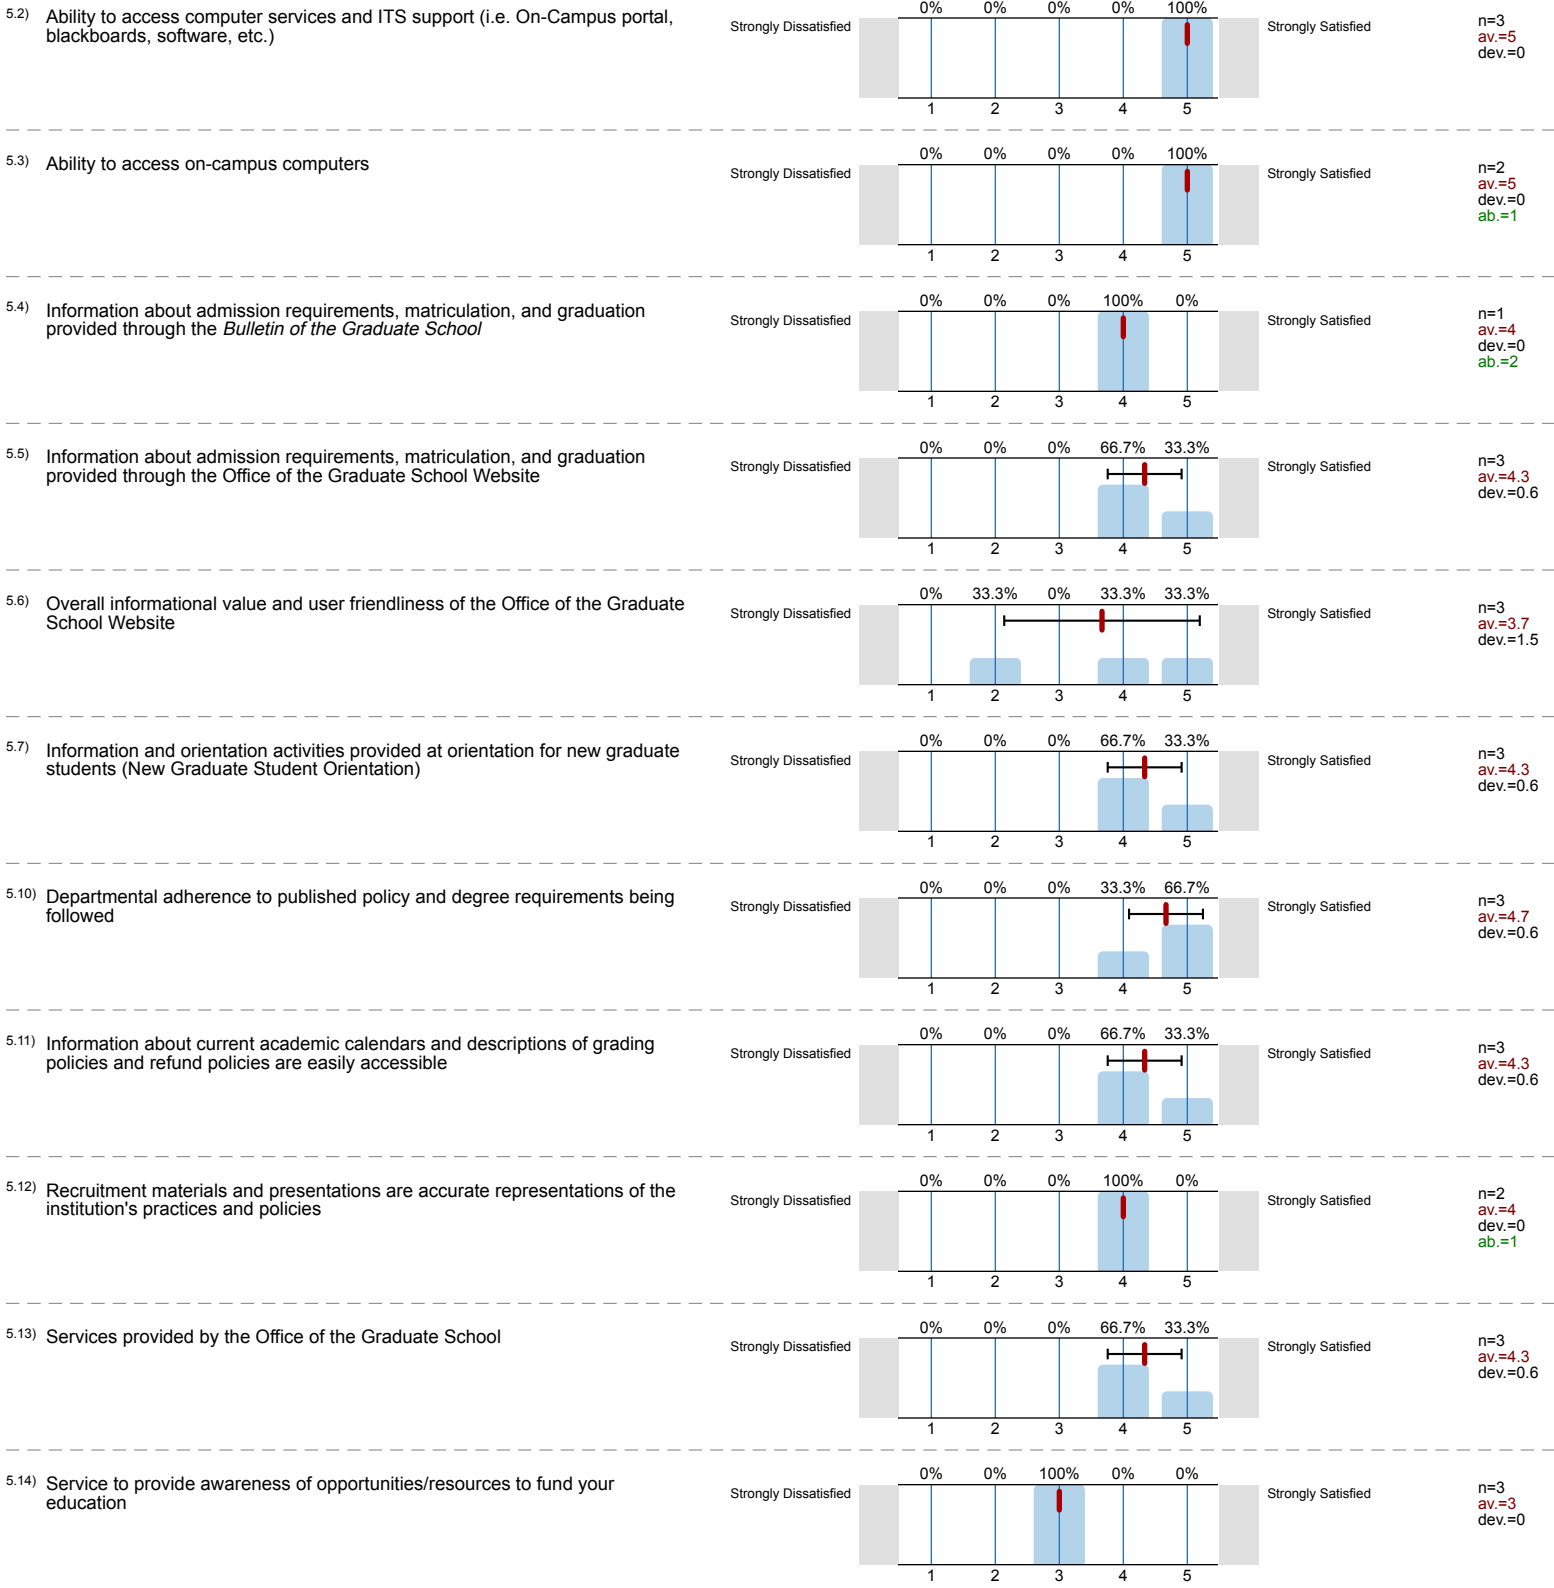 5.2) Ability to access computer services and ITS support (i.e. On-Campus portal,
blackboards, software, etc.)
Strongly Dissatisfied
0% 0% 0% 0% 100%
1 2 3 4 5
Strongly Satisfied
n=3
av.=5
dev.=0
5.3) Ability to access on-campus computers
Strongly Dissatisfied
0% 0% 0% 0% 100%
1 2 3 4 5
Strongly Satisfied
n=2
av.=5
dev.=0
ab.=1
5.4) Information about admission requirements, matriculation, and graduation
provided through the Bulletin of the Graduate School
Strongly Dissatisfied
0% 0% 0% 100% 0%
1 2 3 4 5
Strongly Satisfied
n=1
av.=4
dev.=0
ab.=2
5.5) Information about admission requirements, matriculation, and graduation
provided through the Office of the Graduate School Website
Strongly Dissatisfied
0% 0% 0% 66.7% 33.3%
1 2 3 4 5
Strongly Satisfied
n=3
av.=4.3
dev.=0.6
5.6) Overall informational value and user friendliness of the Office of the Graduate
School Website
Strongly Dissatisfied
0% 33.3% 0% 33.3% 33.3%
1 2 3 4 5
Strongly Satisfied
n=3
av.=3.7
dev.=1.5
5.7) Information and orientation activities provided at orientation for new graduate
students (New Graduate Student Orientation)
Strongly Dissatisfied
0% 0% 0% 66.7% 33.3%
1 2 3 4 5
Strongly Satisfied
n=3
av.=4.3
dev.=0.6
5.10) Departmental adherence to published policy and degree requirements being
followed
Strongly Dissatisfied
0% 0% 0% 33.3% 66.7%
1 2 3 4 5
Strongly Satisfied
n=3
av.=4.7
dev.=0.6
5.11) Information about current academic calendars and descriptions of grading
policies and refund policies are easily accessible
Strongly Dissatisfied
0% 0% 0% 66.7% 33.3%
1 2 3 4 5
Strongly Satisfied
n=3
av.=4.3
dev.=0.6
5.12) Recruitment materials and presentations are accurate representations of the
institution's practices and policies
Strongly Dissatisfied
0% 0% 0% 100% 0%
1 2 3 4 5
Strongly Satisfied
n=2
av.=4
dev.=0
ab.=1
5.13) Services provided by the Office of the Graduate School
Strongly Dissatisfied
0% 0% 0% 66.7% 33.3%
1 2 3 4 5
Strongly Satisfied
n=3
av.=4.3
dev.=0.6
5.14) Service to provide awareness of opportunities/resources to fund your
education
Strongly Dissatisfied
0% 0% 100% 0% 0%
1 2 3 4 5
Strongly Satisfied
n=3
av.=3
dev.=0